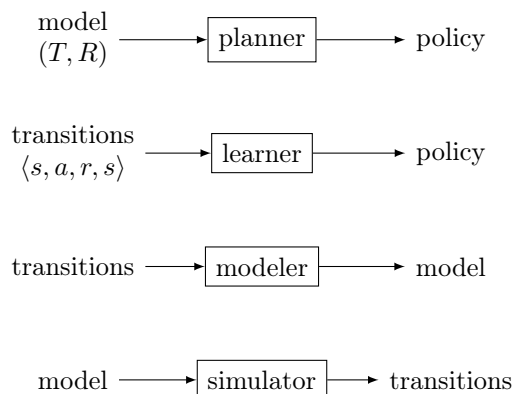 model
(T, R)
planner
policy
transitions
⟨s, a, r, s⟩
learner
policy
transitions
modeler
model
model
simulator
transitions